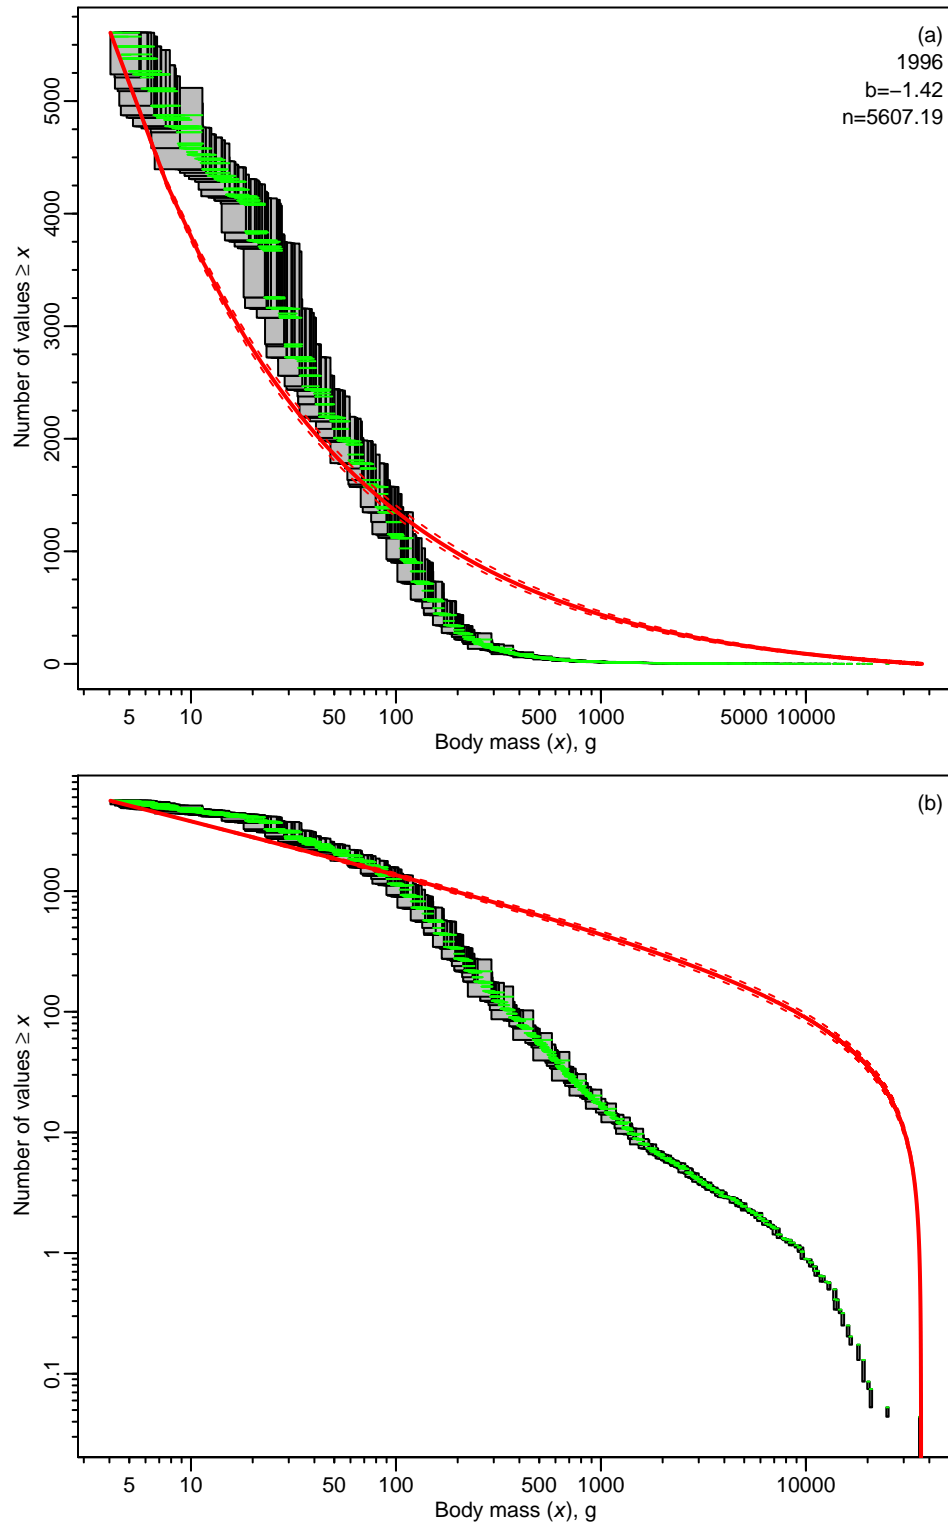 (a)
1996
b=−1.42
n=5607.19
Number of values ≥ x
5000
4000
3000
2000
1000
0
5 10 50 100 500 1000 5000 10000
Body mass (x), g
(b)
Number of values ≥ x
1000
100
10
1
0.1
5 10 50 100 500 1000 10000
Body mass (x), g